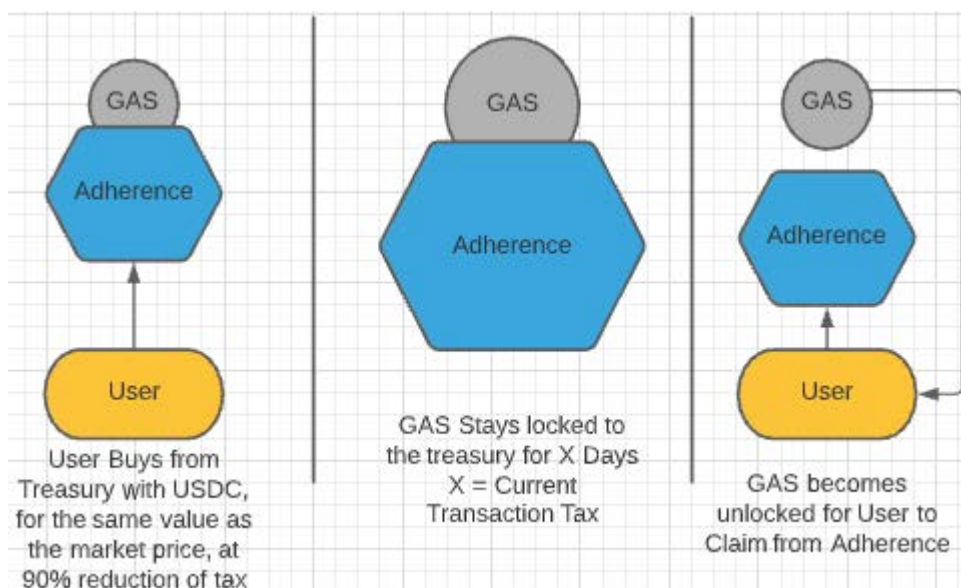 GAS
Adherence
User
User Buys from
Treasury with USDC,
for the same value as
the market price, at
90% reduction of tax
GAS
Adherence
GAS Stays locked to
the treasury for X Days
X = Current
Transaction Tax
GAS
Adherence
User
GAS becomes
unlocked for User to
Claim from Adherence